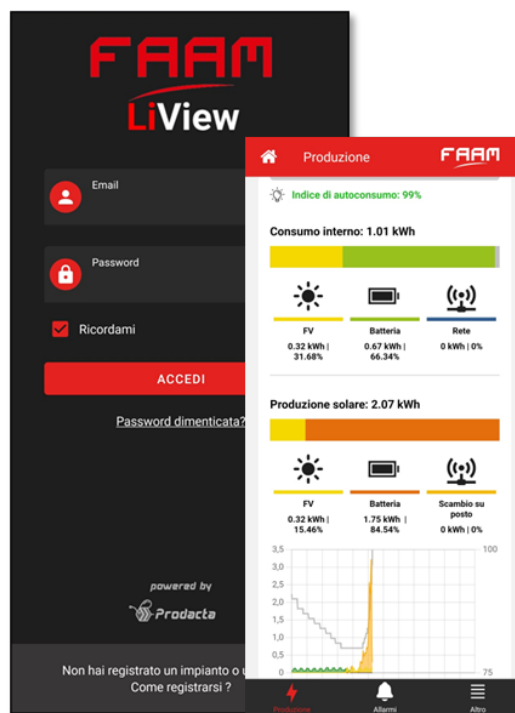 FAAM
LiView
Email
Password
Ricordami
ACCEDI
Password dimenticata?
powered by
Prodacta
Non hai registrato un impianto o u
Come registrarsi ?
Produzione
FAAM
Indice di autoconsumo: 99%
Consumo interno: 1.01 kWh
FV
0.32 kWh |
31.68%
Batteria
0.67 kWh |
66.34%
Rete
0 kWh | 0%
Produzione solare: 2.07 kWh
FV
0.32 kWh |
15.46%
Batteria
1.75 kWh |
84.54%
Scambio su
posto
0 kWh | 0%
3,5
3,0
2,5
2,0
1,5
1,0
0,5
0
100
75
Produzione
Allarmi
Altro